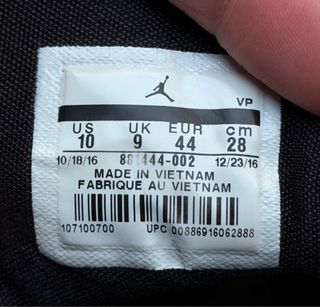 VP
US UK EUR cm
10 9 44 28
10/18/16 881444-002 12/23/16
MADE IN VIETNAM
FABRIQUE AU VIETNAM
107100700 UPC 00886916062888